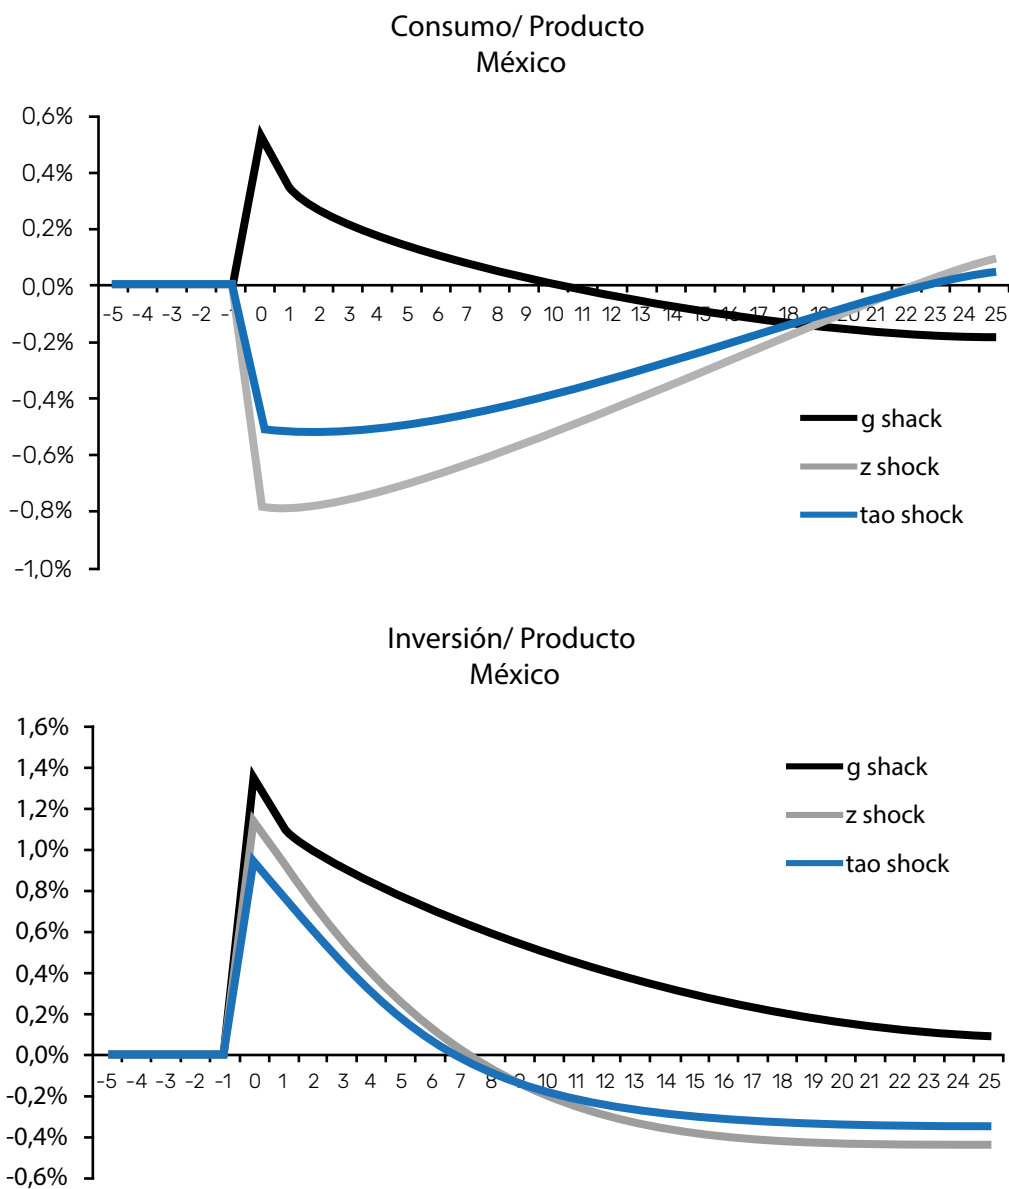 Consumo/ Producto
México
0,6%
0,4%
0,2%
0,0%
-0,2%
-0,4%
-0,6%
-0,8%
-1,0%
-5 -4 -3 -2 -1 0 1 2 3 4 5 6 7 8 9 10 11 12 13 14 15 16 17 18 19 20 21 22 23 24 25
g shack
z shock
tao shock
Inversión/ Producto
México
1,6%
1,4%
1,2%
1,0%
0,8%
0,6%
0,4%
0,2%
0,0%
-0,2%
-0,4%
-0,6%
g shack
z shock
tao shock
-5 -4 -3 -2 -1 0 1 2 3 4 5 6 7 8 9 10 11 12 13 14 15 16 17 18 19 20 21 22 23 24 25